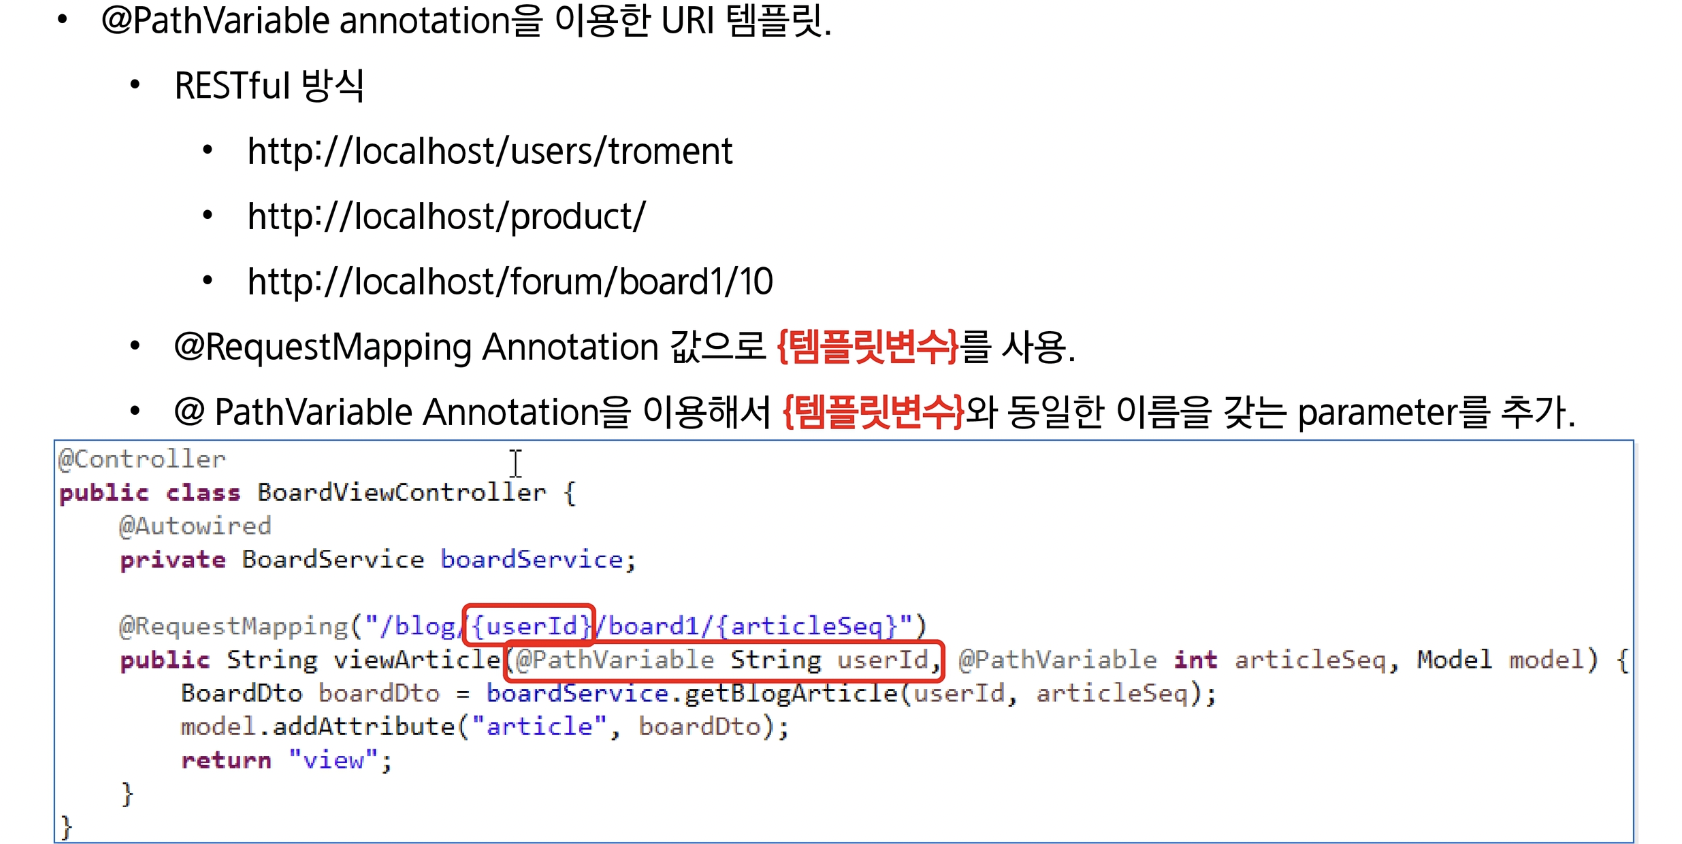 • @PathVariable annotation을 이용한 URI 템플릿.
• RESTful 방식
• http://localhost/users/troment
• http://localhost/product/
• http://localhost/forum/board1/10
• @RequestMapping Annotation 값으로 {템플릿변수}를 사용.
• @ PathVariable Annotation을 이용해서 {템플릿변수}와 동일한 이름을 갖는 parameter를 추가.
@Controller
public class BoardViewController {
@Autowired
private BoardService boardService;
@RequestMapping("/blog/{userId}/board1/{articleSeq}")
public String viewArticle(@PathVariable String userId, @PathVariable int articleSeq, Model model) {
BoardDto boardDto = boardService.getBlogArticle(userId, articleSeq);
model.addAttribute("article", boardDto);
return "view";
}
}